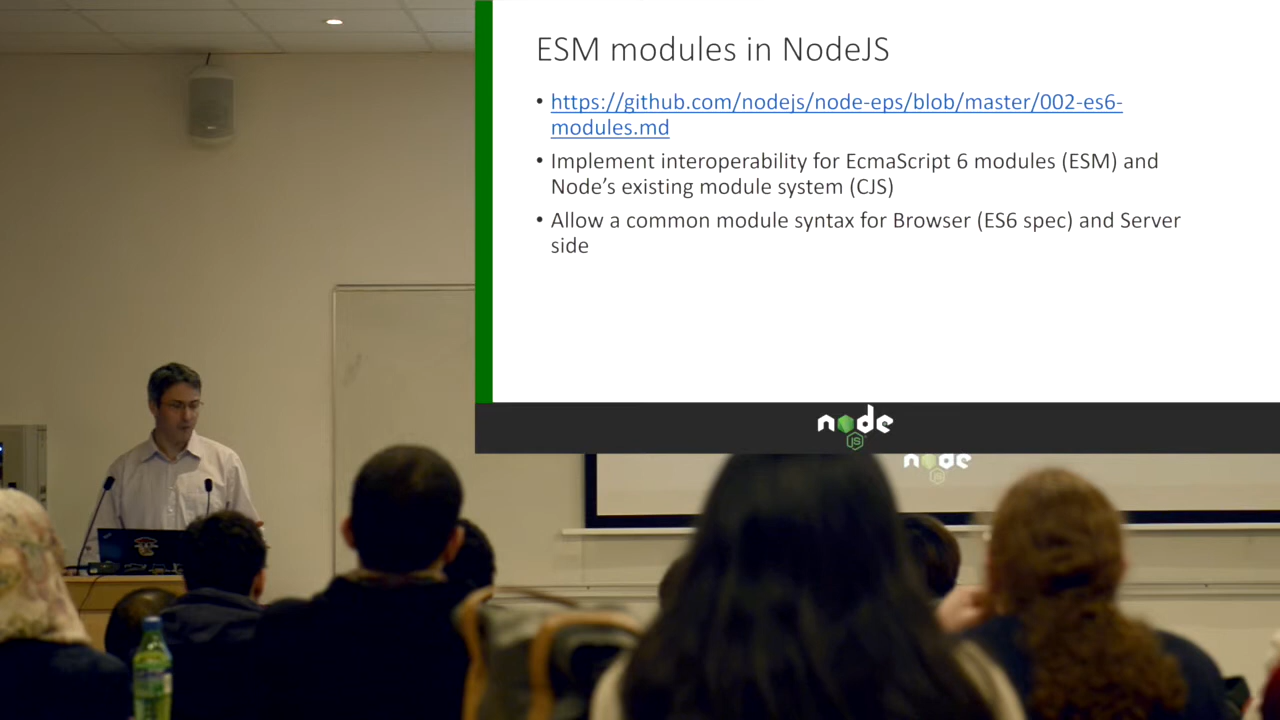 ESM modules in NodeJS
• https://github.com/nodejs/node-eps/blob/master/002-es6-
modules.md
• Implement interoperability for EcmaScript 6 modules (ESM) and
Node’s existing module system (CJS)
• Allow a common module syntax for Browser (ES6 spec) and Server
side
node
JS
node